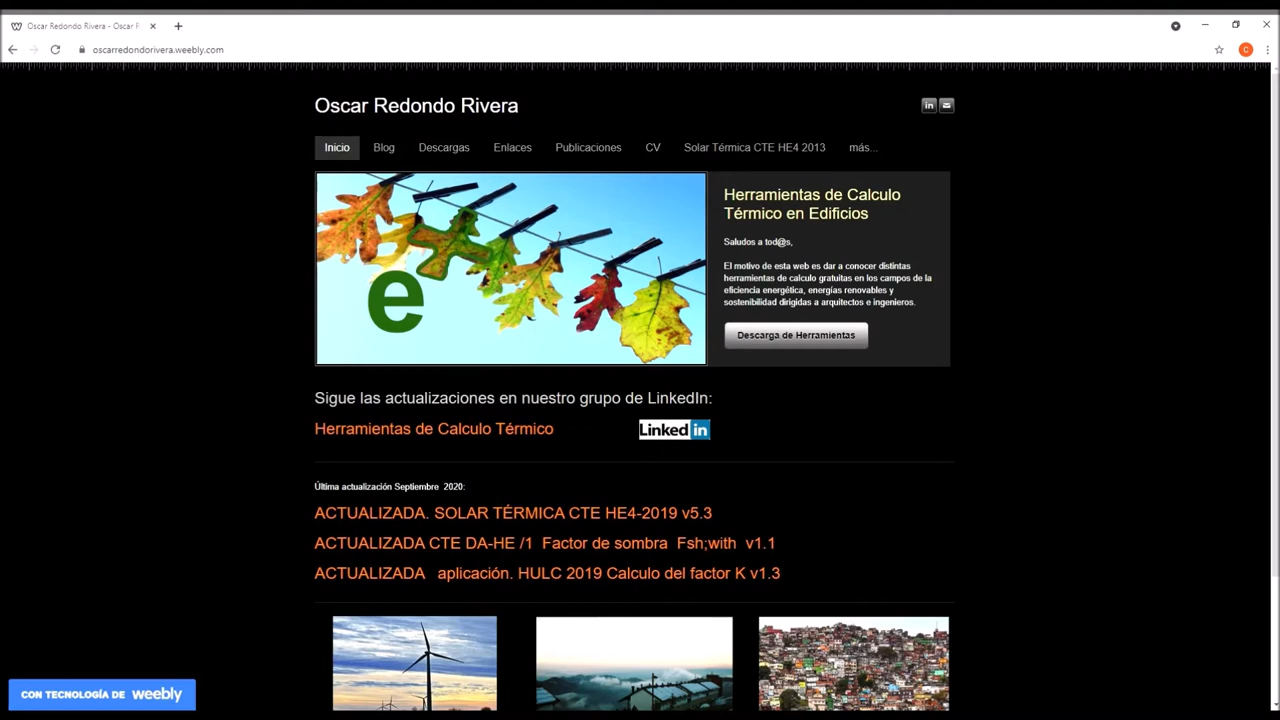 Oscar Redondo Rivera - Oscar R
oscarredondorivera.weebly.com
Oscar Redondo Rivera
in
Inicio Blog Descargas Enlaces Publicaciones CV Solar Térmica CTE HE4 2013 más...
e
Herramientas de Calculo
Térmico en Edificios
Saludos a tod@s,
El motivo de esta web es dar a conocer distintas
herramientas de calculo gratuitas en los campos de la
eficiencia energética, energías renovables y
sostenibilidad dirigidas a arquitectos e ingenieros.
Descarga de Herramientas
Sigue las actualizaciones en nuestro grupo de LinkedIn:
Herramientas de Calculo Térmico
Linked in
Última actualización Septiembre 2020:
ACTUALIZADA. SOLAR TÉRMICA CTE HE4-2019 v5.3
ACTUALIZADA CTE DA-HE /1 Factor de sombra Fsh;with v1.1
ACTUALIZADA aplicación. HULC 2019 Calculo del factor K v1.3
CON TECNOLOGÍA DE weebly